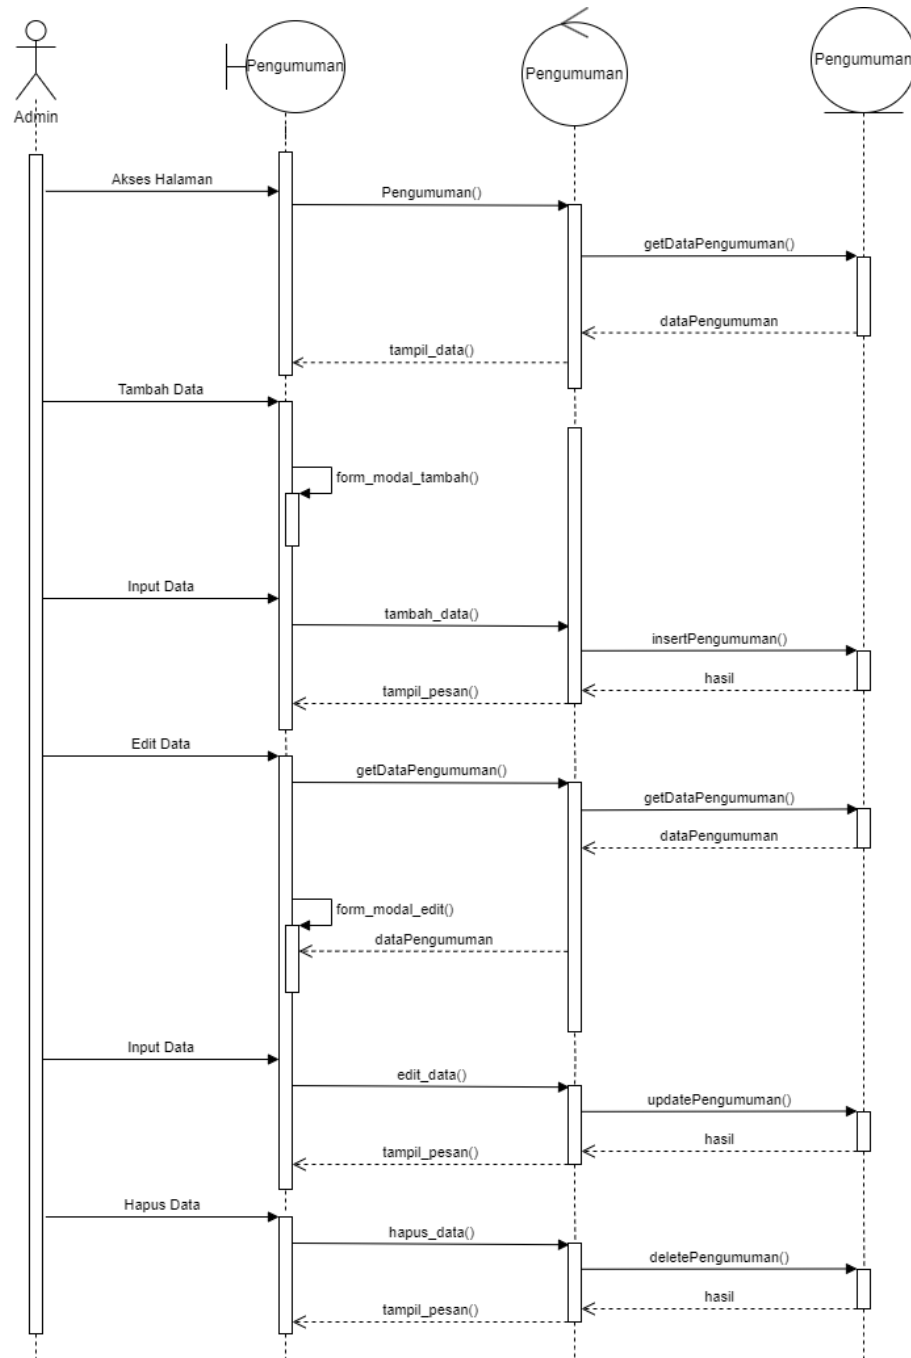 Pengumuman
Pengumuman
Pengumuman
Admin
Akses Halaman
Pengumuman()
getDataPengumuman()
dataPengumuman
tampil_data()
Tambah Data
form_modal_tambah()
Input Data
tambah_data()
insertPengumuman()
hasil
tampil_pesan()
Edit Data
getDataPengumuman()
getDataPengumuman()
dataPengumuman
form_modal_edit()
dataPengumuman
Input Data
edit_data()
updatePengumuman()
hasil
tampil_pesan()
Hapus Data
hapus_data()
deletePengumuman()
hasil
tampil_pesan()